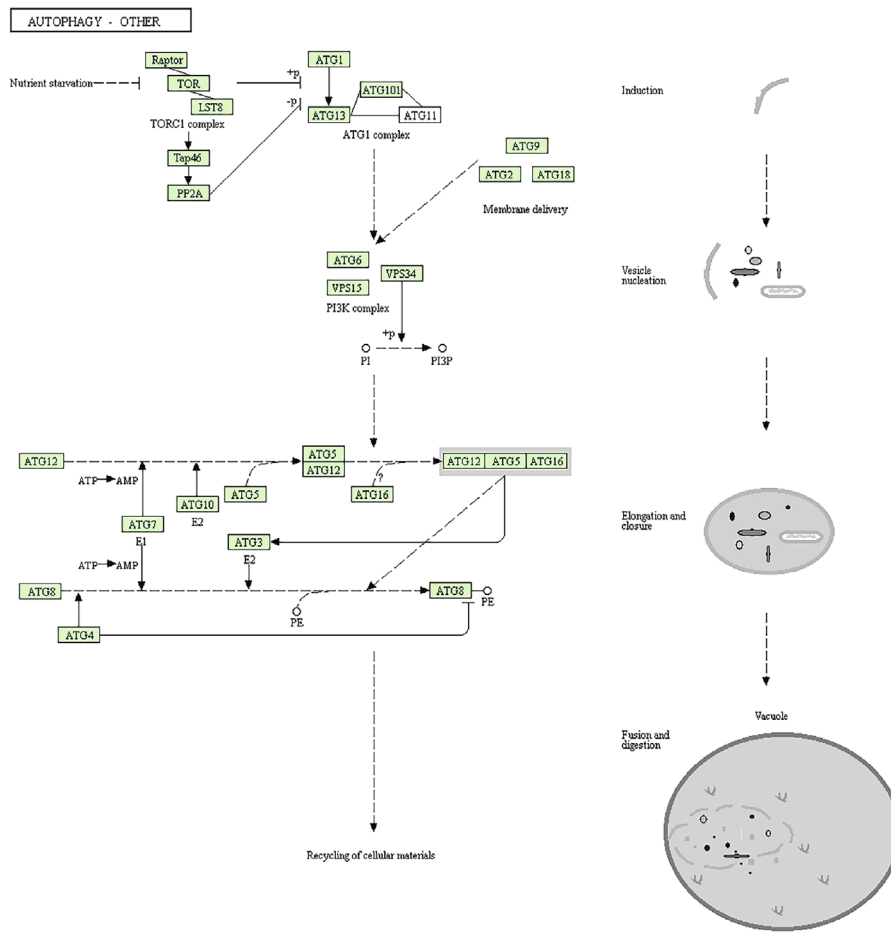 AUTOPHAGY - OTHER
Nutrient starvation
Raptor
TOR
LST8
TORC1 complex
Tap46
PP2A
+p
-p
ATG1
ATG13
ATG101
ATG11
ATG1 complex
ATG9
ATG2
ATG18
Membrane delivery
ATG6
VPS34
VPS15
PI3K complex
+p
PI
PI3P
ATG12
ATP
AMP
ATG7
E1
ATG10
E2
ATG5
ATG5
ATG12
?
ATG16
ATG12
ATG5
ATG16
ATG3
E2
ATP
AMP
ATG8
PE
ATG8
PE
ATG4
Recycling of cellular materials
Induction
Vesicle
nucleation
Elongation and
closure
Vacuole
Fusion and
digestion